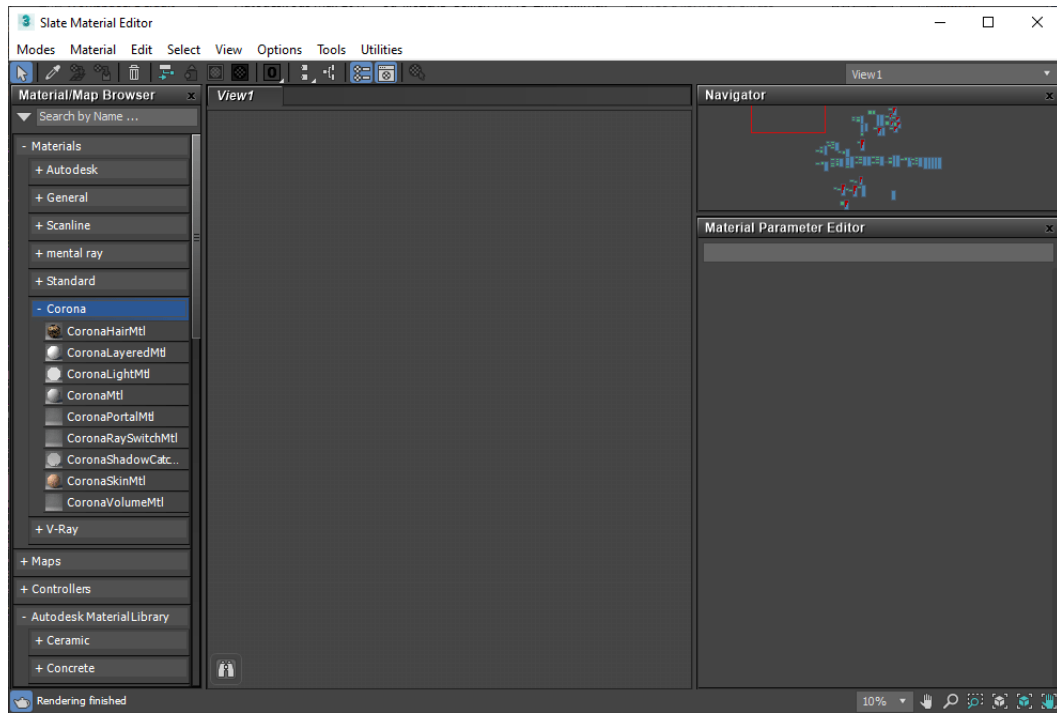 Slate Material Editor
Modes Material Edit Select View Options Tools Utilities
View1
Material/Map Browser x
View1
Navigator x
Search by Name ...
- Materials
+ Autodesk
+ General
+ Scanline
+ mental ray
+ Standard
- Corona
CoronaHairMtl
CoronaLayeredMtl
CoronaLightMtl
CoronaMtl
CoronaPortalMtl
CoronaRaySwitchMtl
CoronaShadowCatc...
CoronaSkinMtl
CoronaVolumeMtl
+ V-Ray
+ Maps
+ Controllers
- Autodesk Material Library
+ Ceramic
+ Concrete
Material Parameter Editor x
Rendering finished
10%